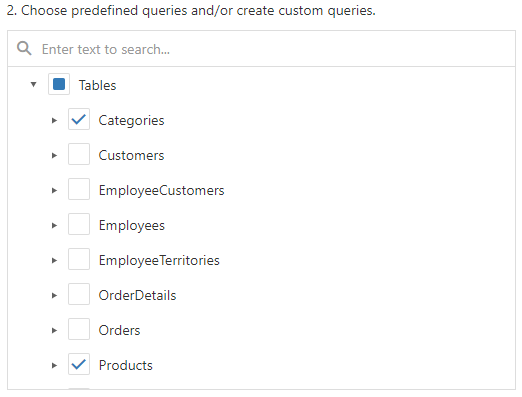 2. Choose predefined queries and/or create custom queries.
Enter text to search...
Tables
Categories
Customers
EmployeeCustomers
Employees
EmployeeTerritories
OrderDetails
Orders
Products